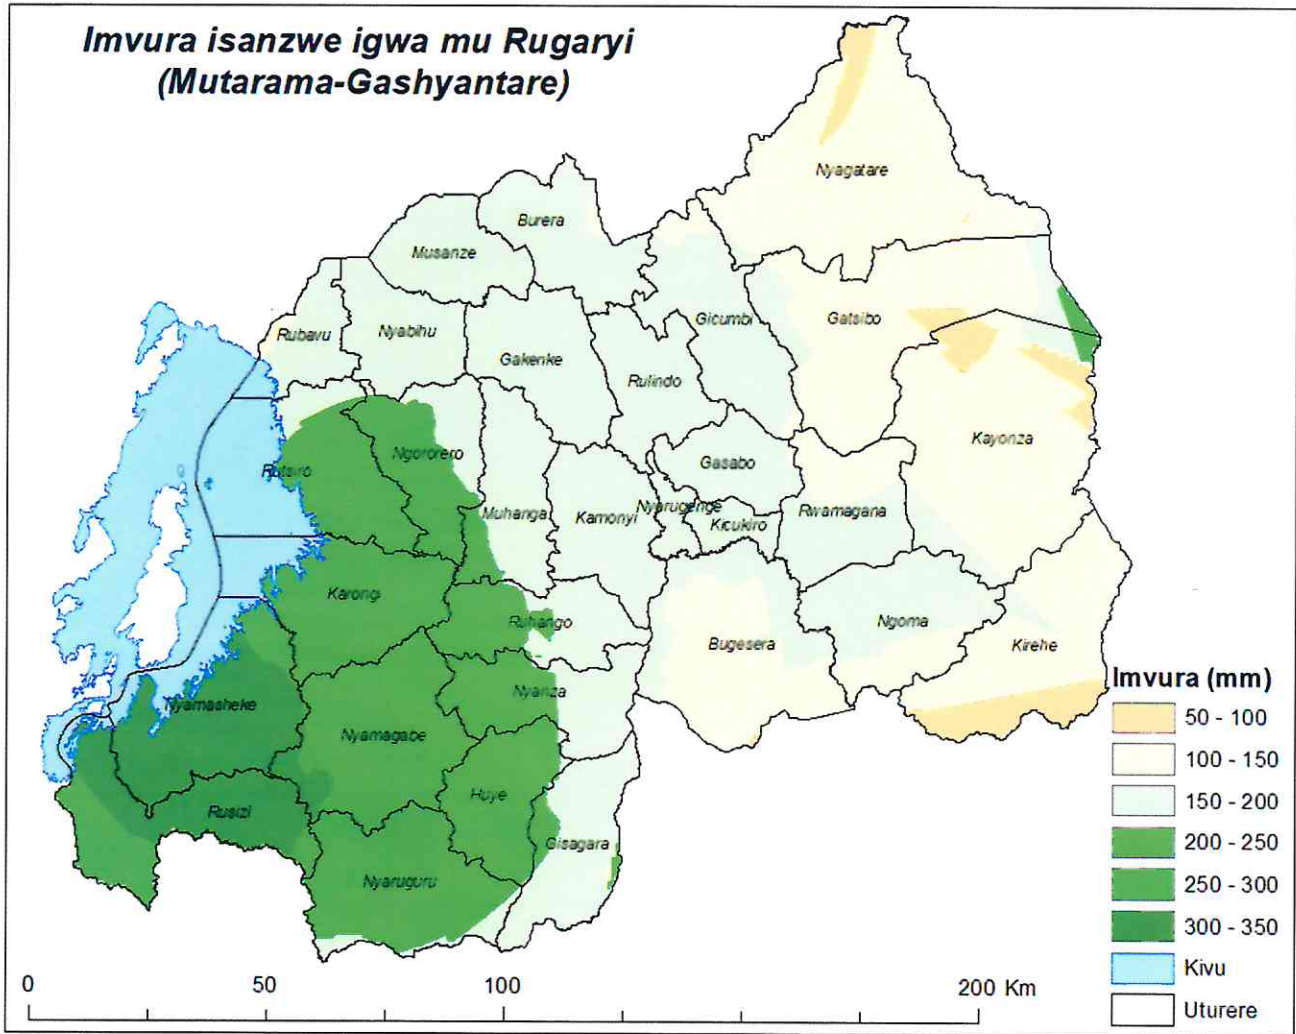 Imvura isanzwe igwa mu Rugaryi
(Mutarama-Gashyantare)
Nyagatare
Burera
Musanze
Gicumbi
Gatsibo
Rubavu
Nyabihu
Gakenke
Rulindo
Kayonza
Ngororero
Gasabo
Rutsiro
Muhanga
Kamonyi
Nyarugenge
Kicukiro
Rwamagana
Karongi
Ruhango
Ngoma
Bugesera
Kirehe
Nyanza
Nyamasheke
Nyamagabe
Huye
Rusizi
Gisagara
Nyaruguru
Imvura (mm)
50 - 100
100 - 150
150 - 200
200 - 250
250 - 300
300 - 350
Kivu
Uturere
0 50 100 200 Km